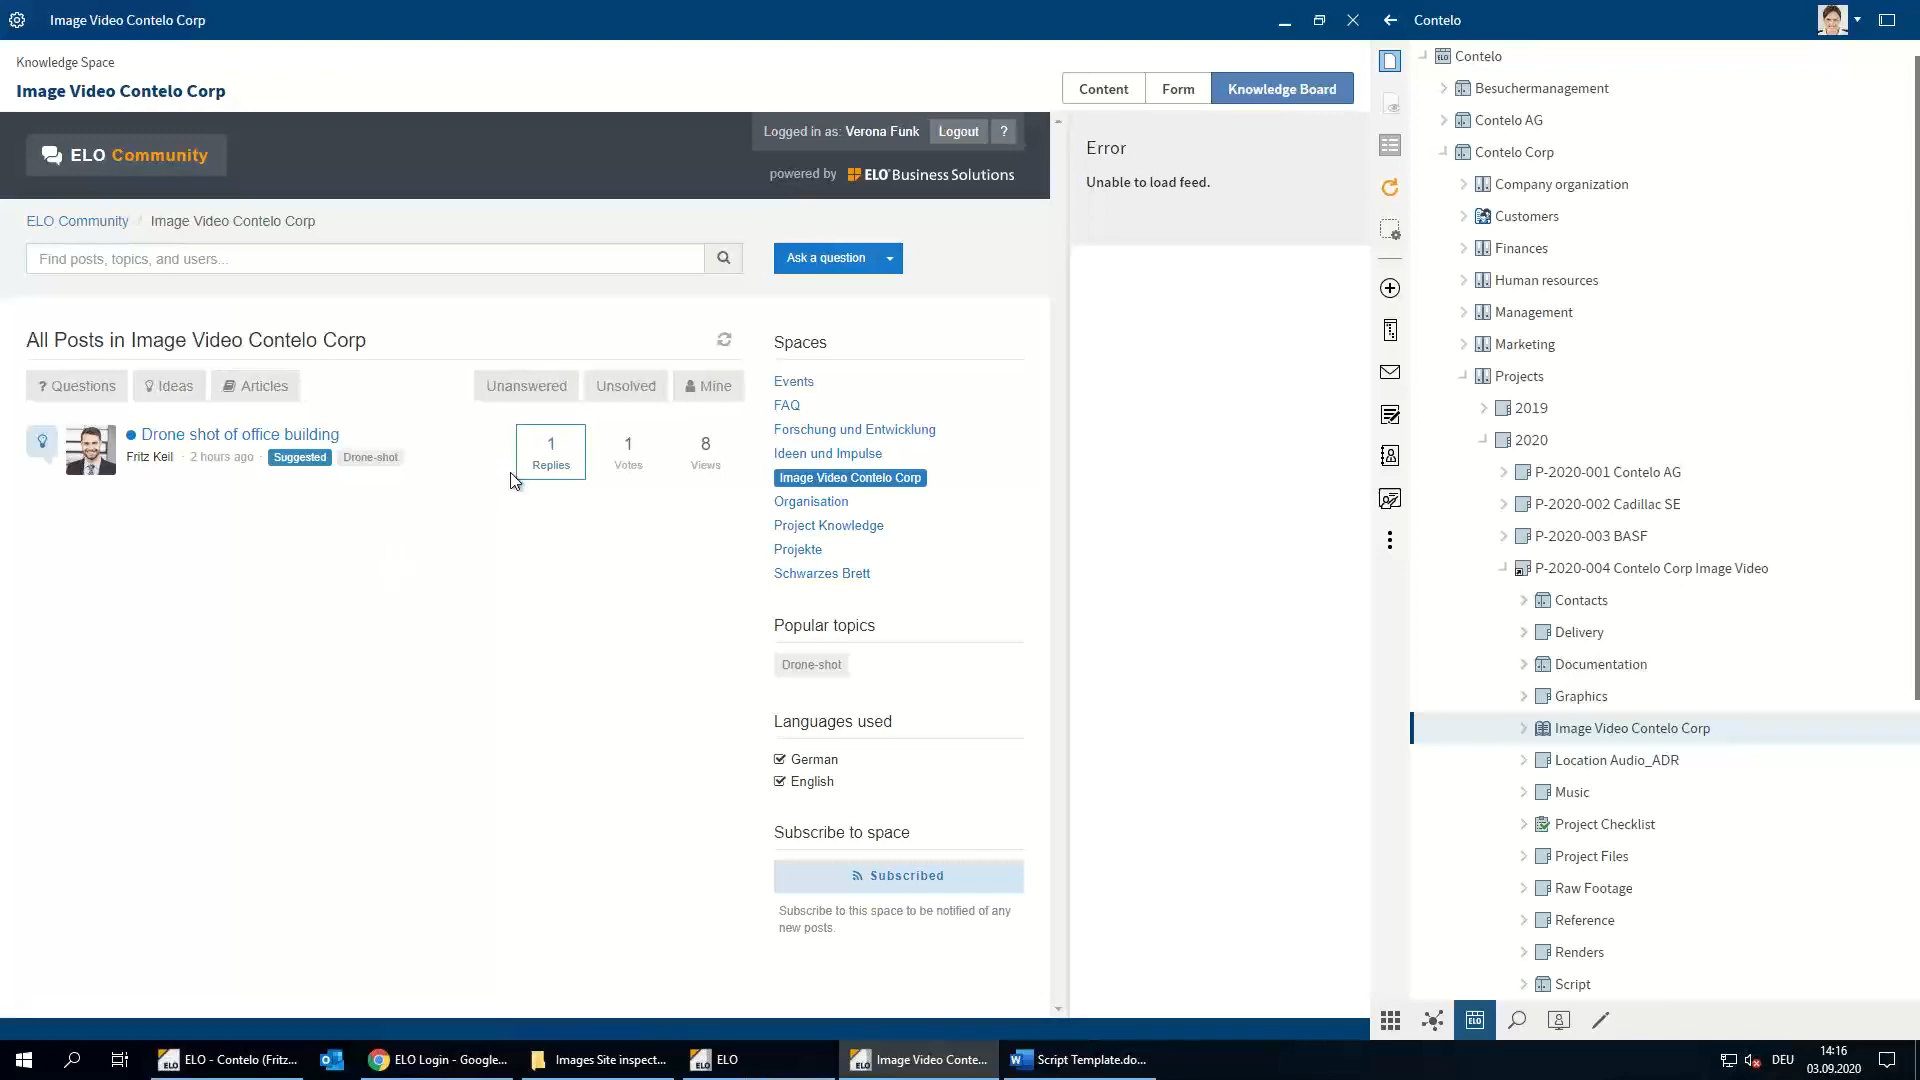 Image Video Contelo Corp
Contelo
Knowledge Space
Image Video Contelo Corp
Content
Form
Knowledge Board
ELO Community
Logged in as: Verona Funk
Logout
?
powered by ELO Business Solutions
ELO Community / Image Video Contelo Corp
Find posts, topics, and users...
Ask a question
All Posts in Image Video Contelo Corp
? Questions
Ideas
Articles
Unanswered
Unsolved
Mine
Drone shot of office building
Fritz Keil · 2 hours ago · Suggested Drone-shot
1
Replies
1
Votes
8
Views
Spaces
Events
FAQ
Forschung und Entwicklung
Ideen und Impulse
Image Video Contelo Corp
Organisation
Project Knowledge
Projekte
Schwarzes Brett
Popular topics
Drone-shot
Languages used
German
English
Subscribe to space
Subscribed
Subscribe to this space to be notified of any
new posts.
Error
Unable to load feed.
Contelo
Besuchermanagement
Contelo AG
Contelo Corp
Company organization
Customers
Finances
Human resources
Management
Marketing
Projects
2019
2020
P-2020-001 Contelo AG
P-2020-002 Cadillac SE
P-2020-003 BASF
P-2020-004 Contelo Corp Image Video
Contacts
Delivery
Documentation
Graphics
Image Video Contelo Corp
Location Audio_ADR
Music
Project Checklist
Project Files
Raw Footage
Reference
Renders
Script
ELO
ELO - Contelo (Fritz...
ELO Login - Google...
Images Site inspect...
ELO
Image Video Conte...
Script Template.do...
DEU
14:16
03.09.2020